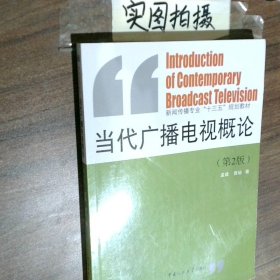 实图拍摄
Introduction
of Contemporary
Broadcast Television
新闻传播专业“十三五”规划教材
当代广播电视概论
（第2版）